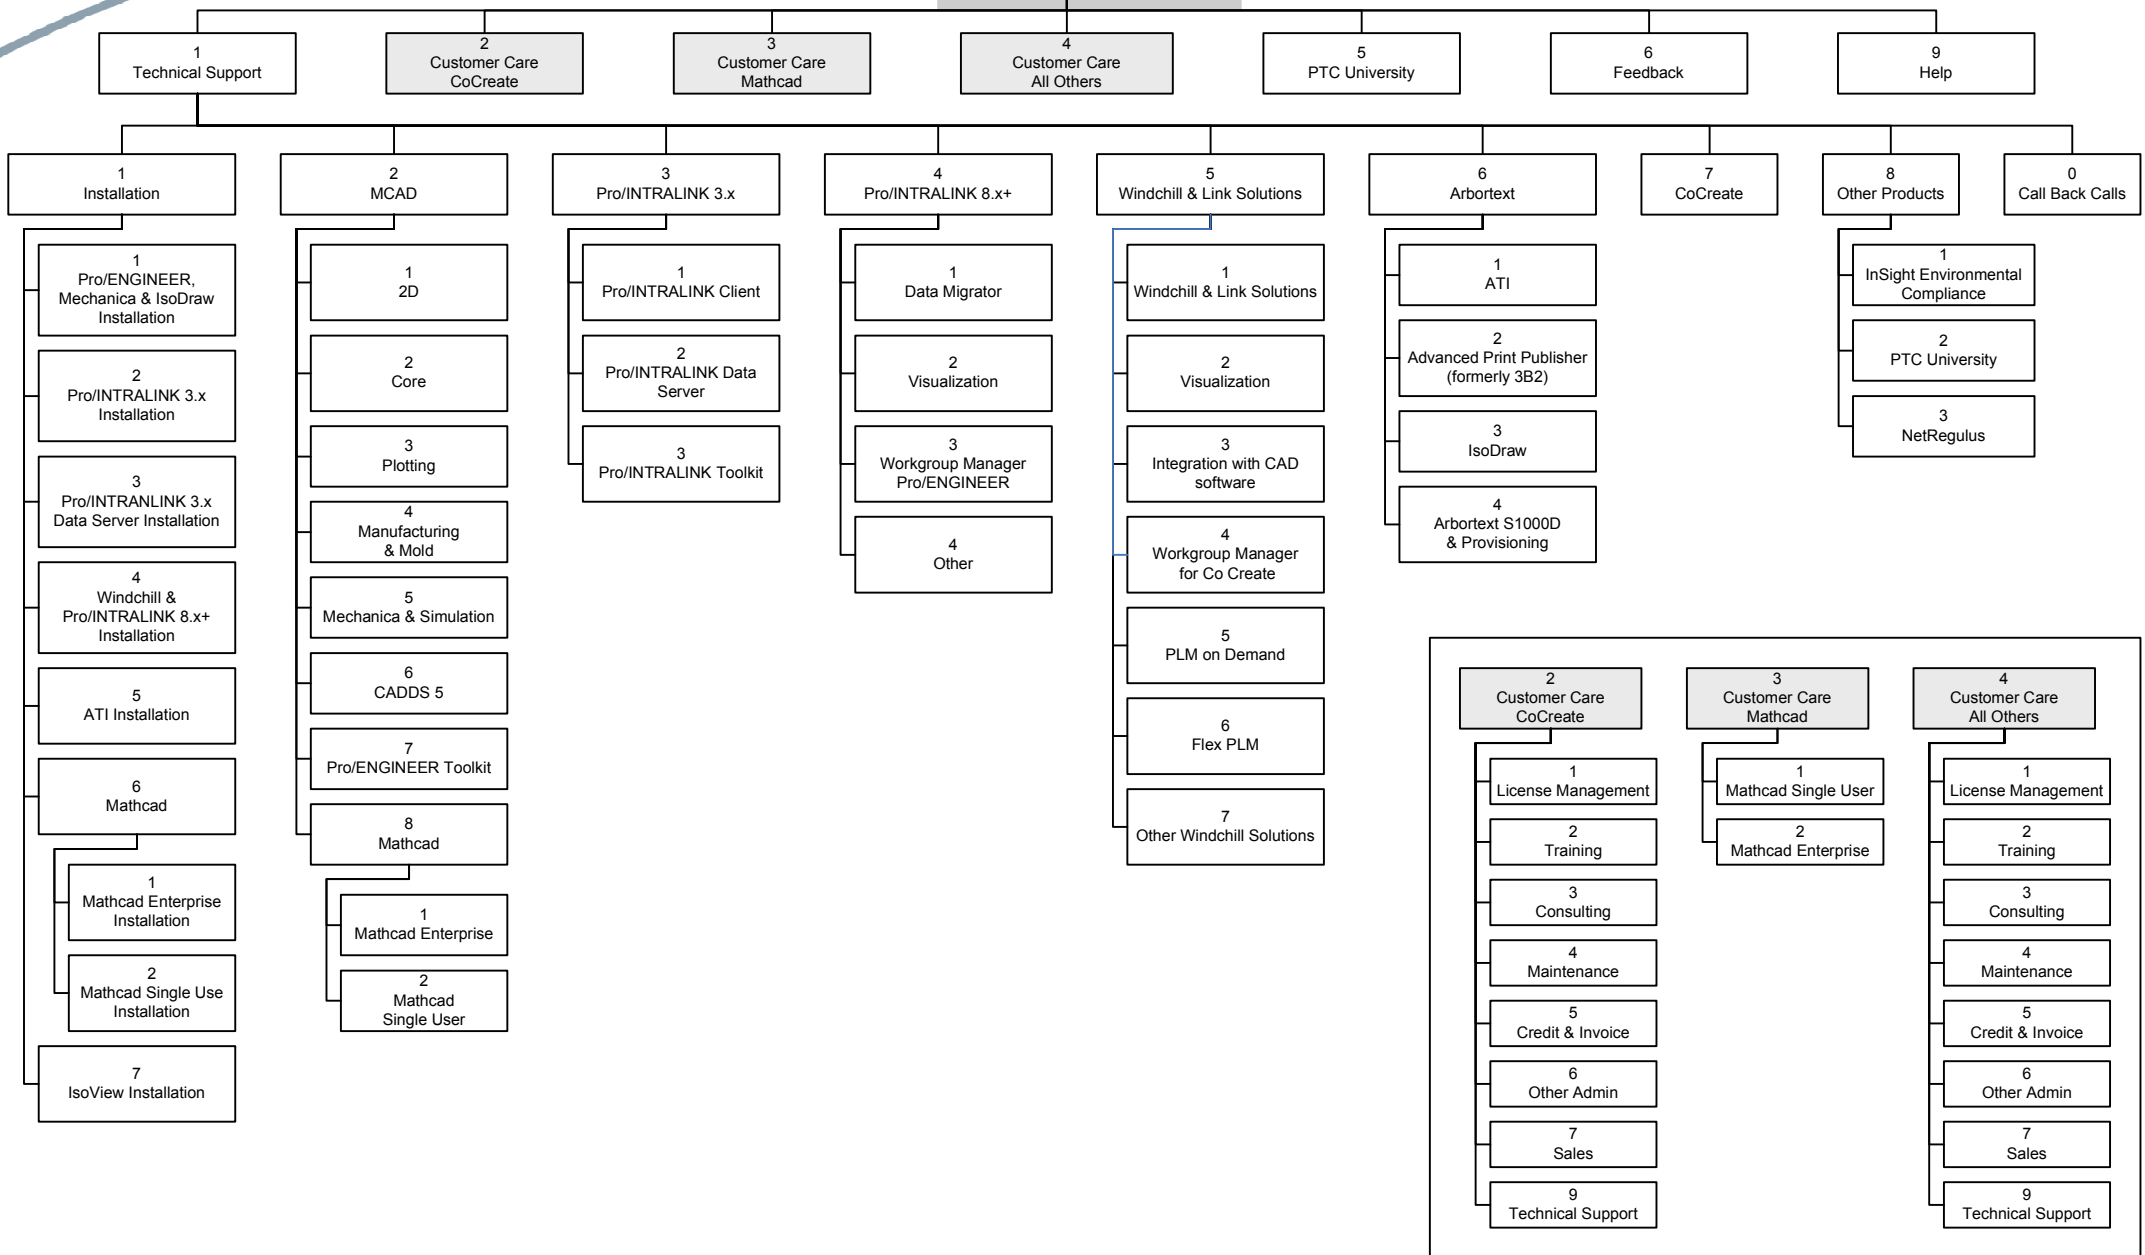 1
Technical Support
2
Customer Care
CoCreate
3
Customer Care
Mathcad
4
Customer Care
All Others
5
PTC University
6
Feedback
9
Help
1
Installation
2
MCAD
3
Pro/INTRALINK 3.x
4
Pro/INTRALINK 8.x+
5
Windchill & Link Solutions
6
Arbortext
7
CoCreate
8
Other Products
0
Call Back Calls
1
Pro/ENGINEER,
Mechanica & IsoDraw
Installation
2
Pro/INTRALINK 3.x
Installation
3
Pro/INTRANLINK 3.x
Data Server Installation
4
Windchill &
Pro/INTRALINK 8.x+
Installation
5
ATI Installation
6
Mathcad
1
Mathcad Enterprise
Installation
2
Mathcad Single Use
Installation
7
IsoView Installation
1
2D
2
Core
3
Plotting
4
Manufacturing
& Mold
5
Mechanica & Simulation
6
CADDS 5
7
Pro/ENGINEER Toolkit
8
Mathcad
1
Mathcad Enterprise
2
Mathcad
Single User
1
Pro/INTRALINK Client
2
Pro/INTRALINK Data
Server
3
Pro/INTRALINK Toolkit
1
Data Migrator
2
Visualization
3
Workgroup Manager
Pro/ENGINEER
4
Other
1
Windchill & Link Solutions
2
Visualization
3
Integration with CAD
software
4
Workgroup Manager
for Co Create
5
PLM on Demand
6
Flex PLM
7
Other Windchill Solutions
1
ATI
2
Advanced Print Publisher
(formerly 3B2)
3
IsoDraw
4
Arbortext S1000D
& Provisioning
1
InSight Environmental
Compliance
2
PTC University
3
NetRegulus
2
Customer Care
CoCreate
1
License Management
2
Training
3
Consulting
4
Maintenance
5
Credit & Invoice
6
Other Admin
7
Sales
9
Technical Support
3
Customer Care
Mathcad
1
Mathcad Single User
2
Mathcad Enterprise
4
Customer Care
All Others
1
License Management
2
Training
3
Consulting
4
Maintenance
5
Credit & Invoice
6
Other Admin
7
Sales
9
Technical Support